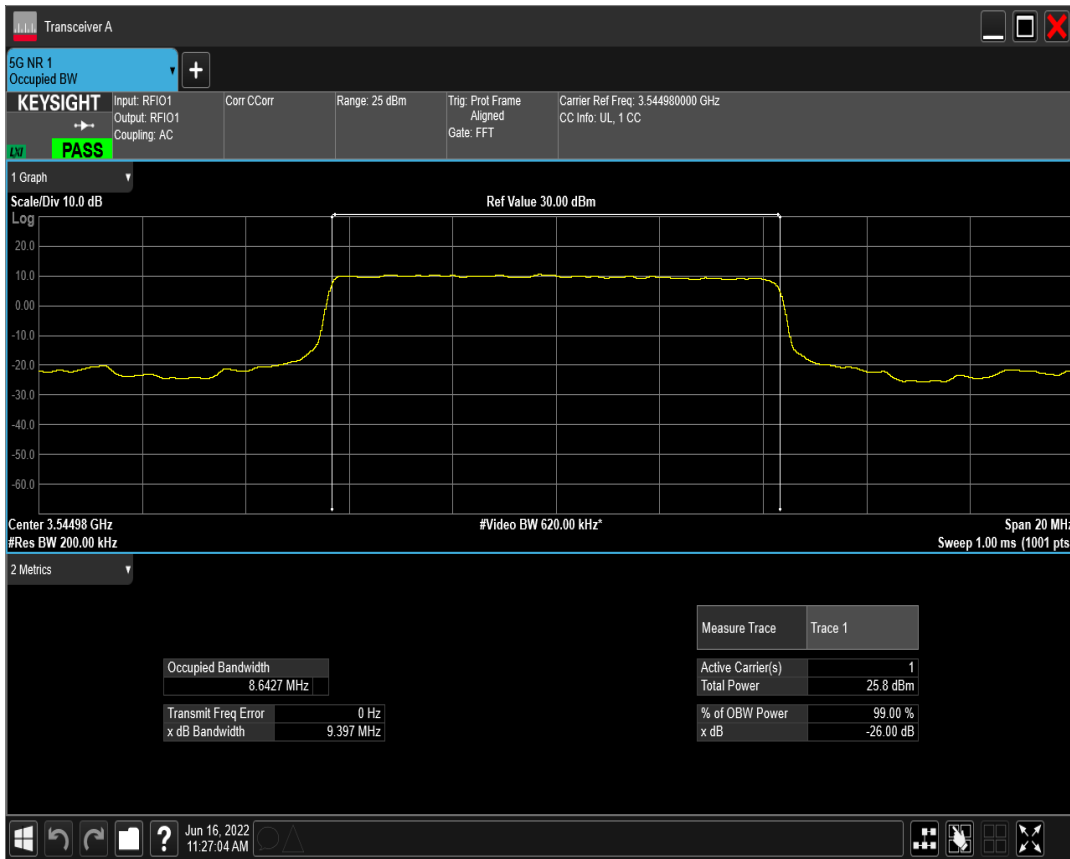 Transceiver A
5G NR 1
Occupied BW
KEYSIGHT
LXI
PASS
Input: RFIO1
Output: RFIO1
Coupling: AC
Corr CCorr
Range: 25 dBm
Trig: Prot Frame
Aligned
Gate: FFT
Carrier Ref Freq: 3.544980000 GHz
CC Info: UL, 1 CC
1 Graph
Scale/Div 10.0 dB
Ref Value 30.00 dBm
Log
20.0
10.0
0.00
-10.0
-20.0
-30.0
-40.0
-50.0
-60.0
Center 3.54498 GHz
#Video BW 620.00 kHz*
Span 20 MHz
#Res BW 200.00 kHz
Sweep 1.00 ms (1001 pts
2 Metrics
Measure Trace Trace 1
Occupied Bandwidth
8.6427 MHz
Active Carrier(s) 1
Total Power 25.8 dBm
Transmit Freq Error 0 Hz
x dB Bandwidth 9.397 MHz
% of OBW Power 99.00 %
x dB -26.00 dB
?
Jun 16, 2022
11:27:04 AM